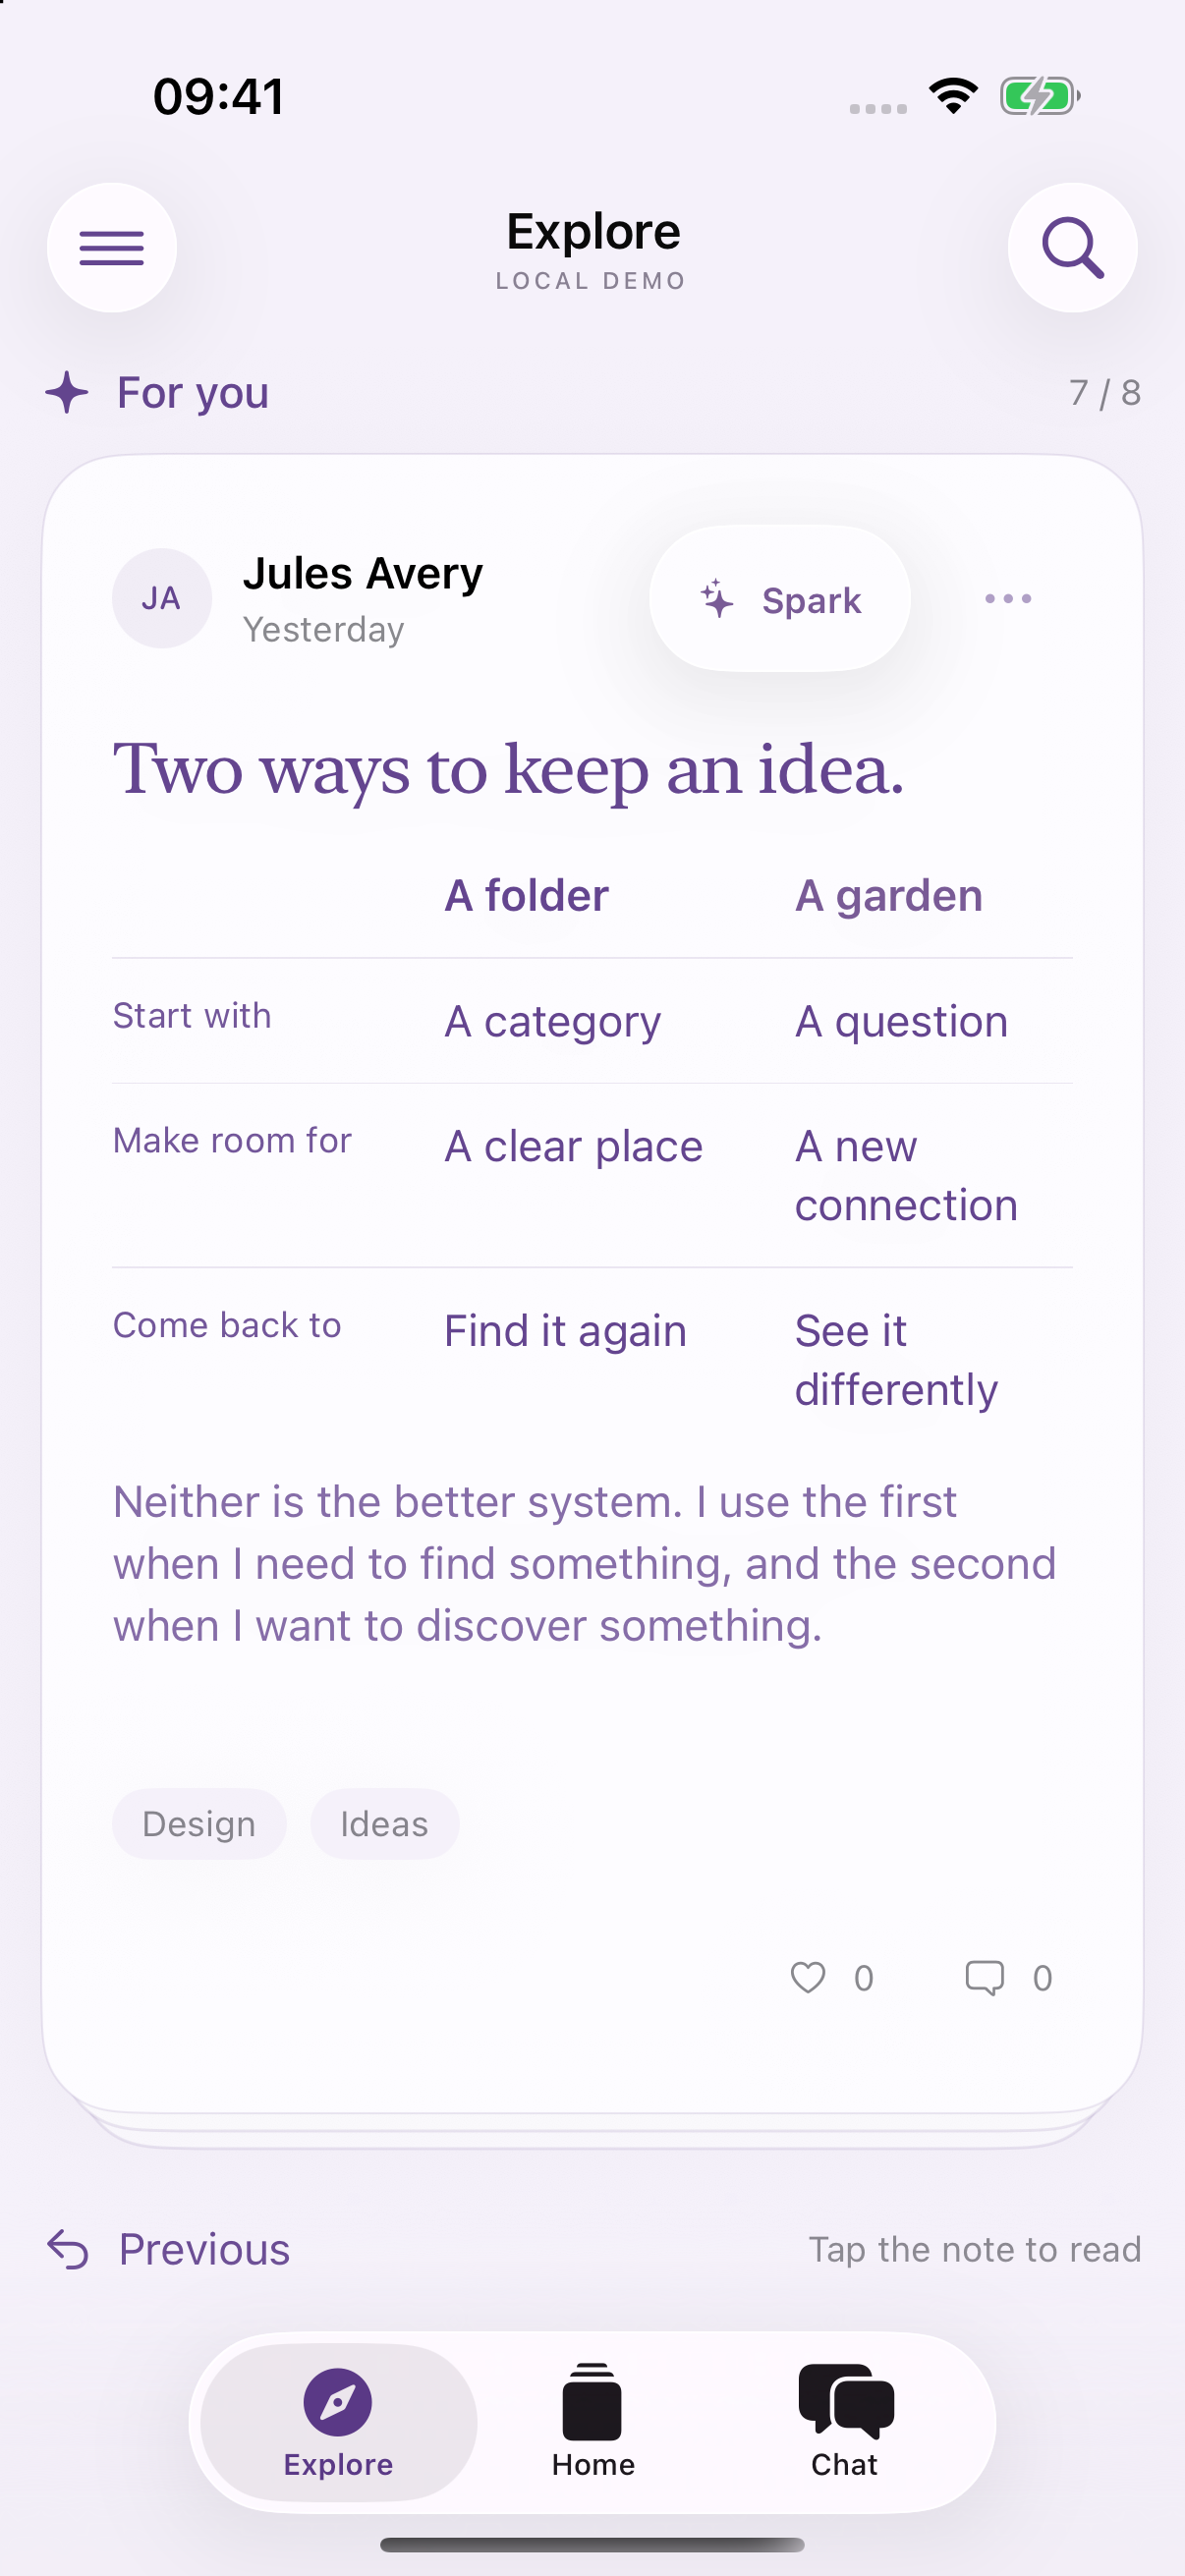 09:41
Explore
LOCAL DEMO
For you
7 / 8
JA
Jules Avery
Yesterday
Spark
Two ways to keep an idea.
A folder A garden
Start with A category A question
Make room for A clear place A new
connection
Come back to Find it again See it
differently
Neither is the better system. I use the first
when I need to find something, and the second
when I want to discover something.
Design Ideas
0 0
Previous
Tap the note to read
Explore Home Chat